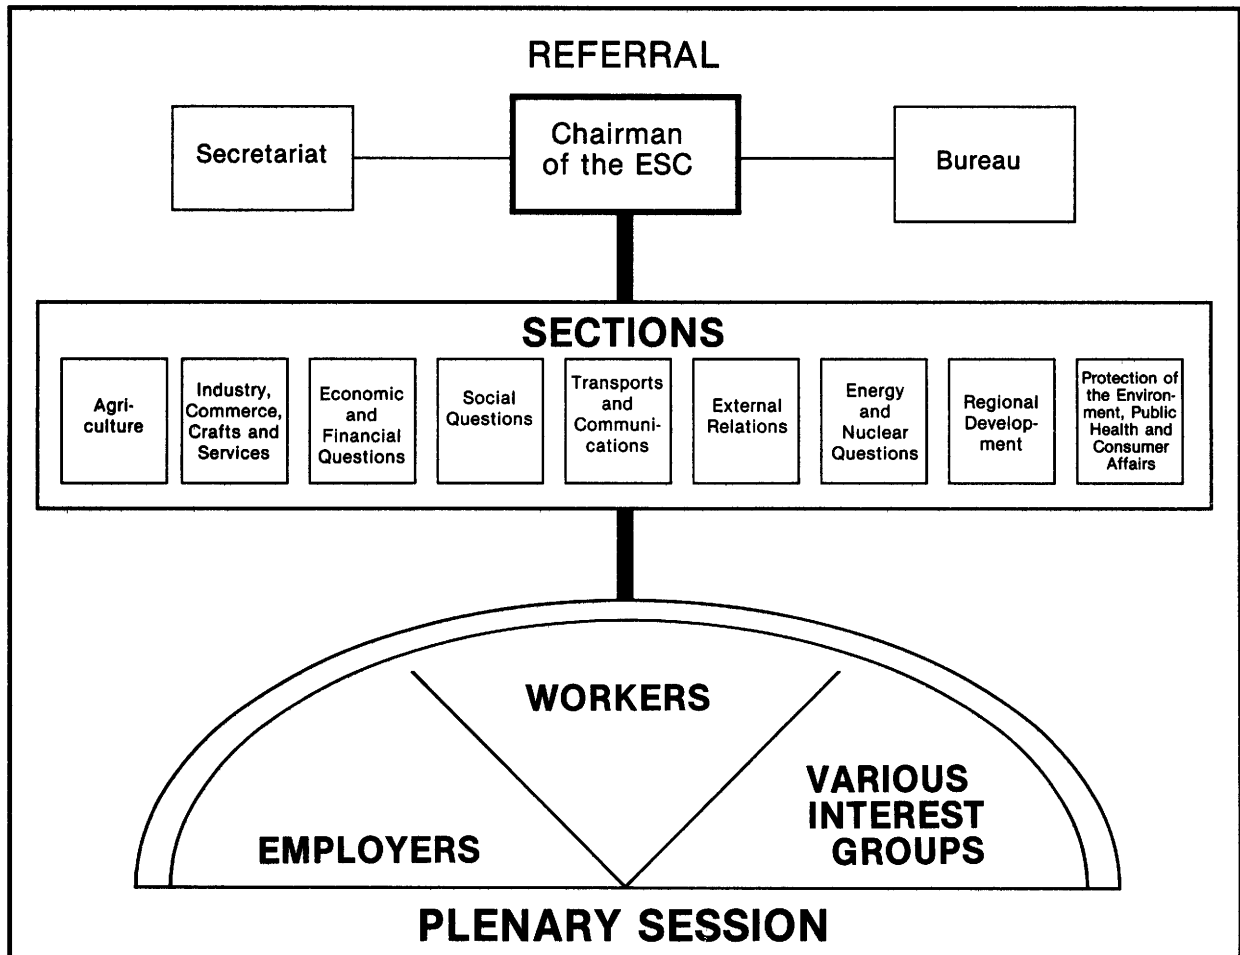 REFERRAL
Secretariat
Chairman
of the ESC
Bureau
SECTIONS
Agri-
culture
Industry,
Commerce,
Crafts and
Services
Economic
and
Financial
Questions
Social
Questions
Transports
and
Communi-
cations
External
Relations
Energy
and
Nuclear
Questions
Regional
Develop-
ment
Protection of
the Environ-
ment, Public
Health and
Consumer
Affairs
WORKERS
EMPLOYERS
VARIOUS
INTEREST
GROUPS
PLENARY SESSION